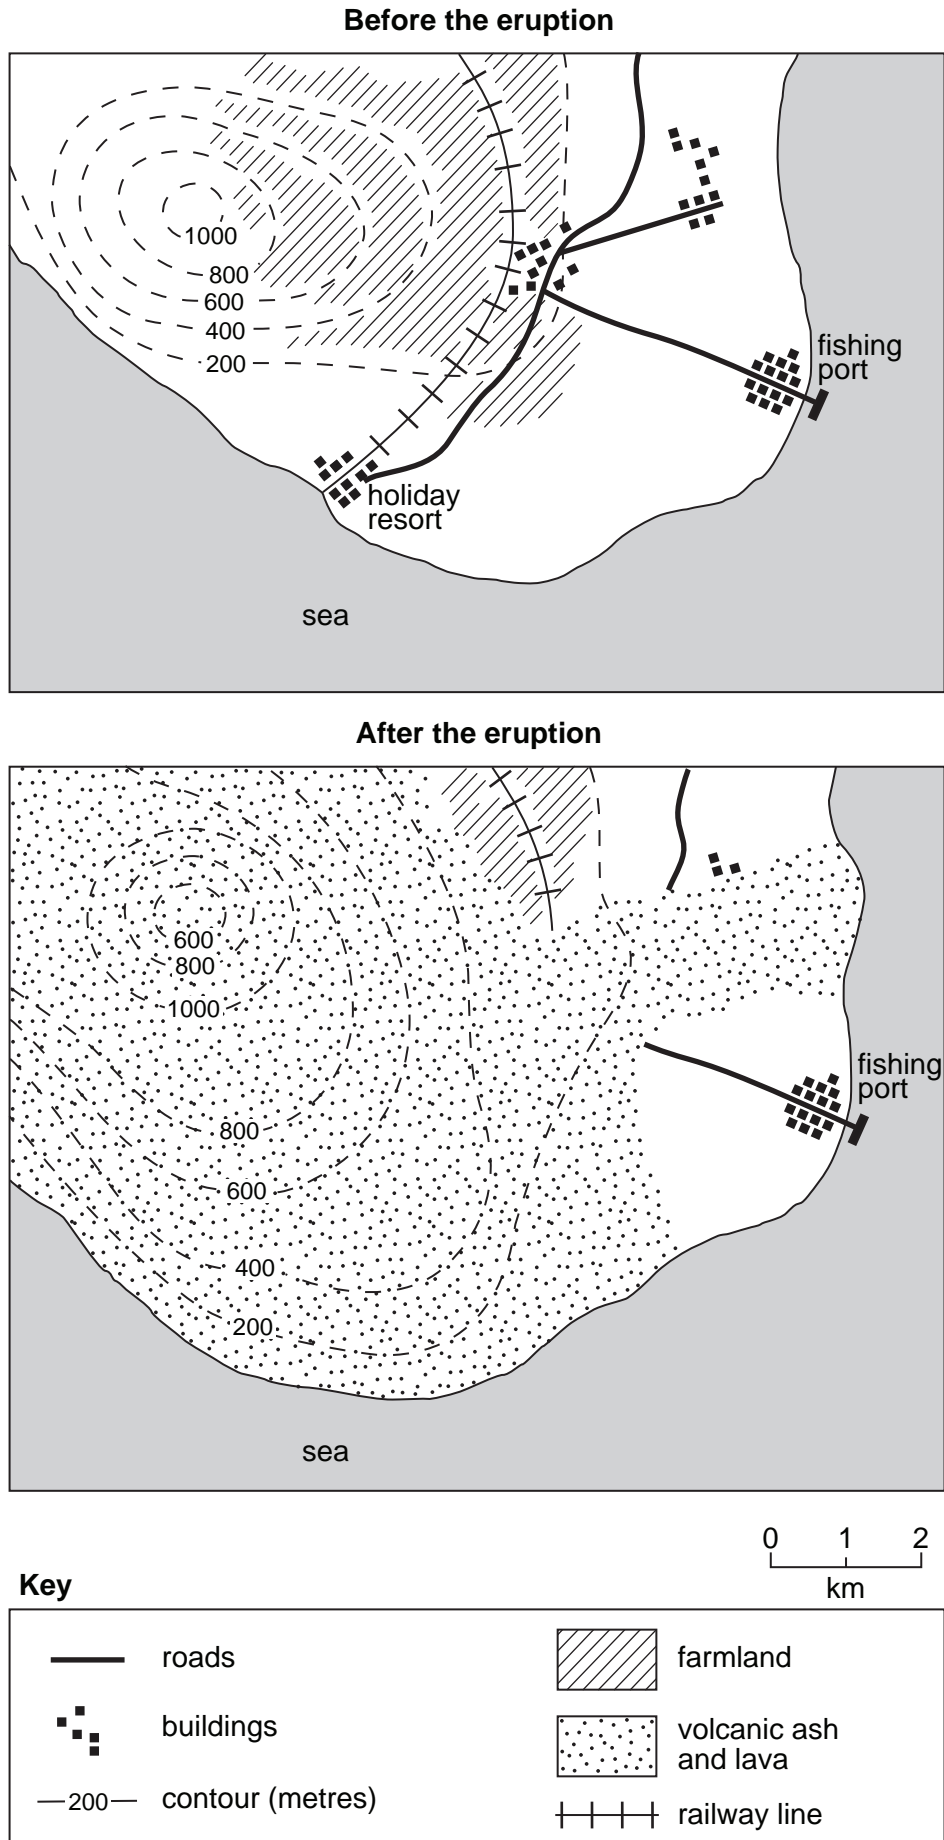 Before the eruption
1000
800
600
400
200
fishing
port
holiday
resort
sea
After the eruption
600
800
1000
fishing
port
800
600
400
200
sea
0 1 2
km
Key
roads
farmland
buildings
volcanic ash
and lava
200
contour (metres)
railway line